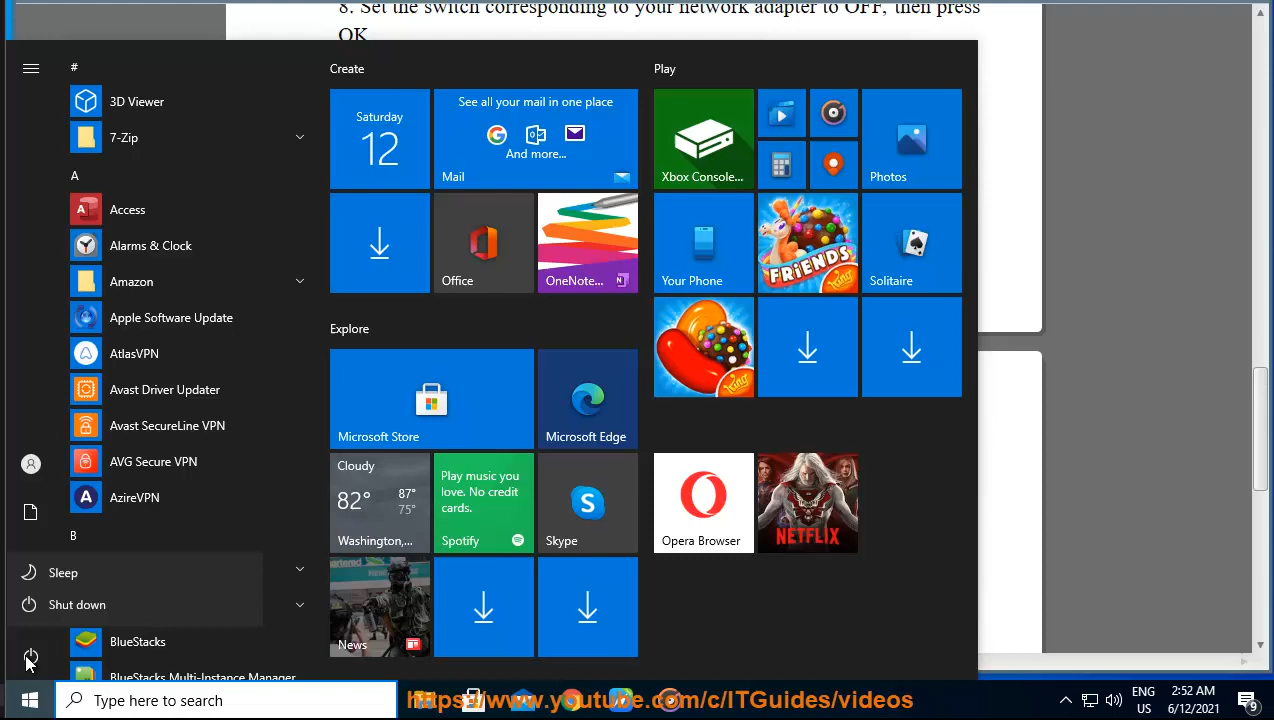 8. Set the switch corresponding to your network adapter to OFF, then press
OK
#
3D Viewer
7-Zip
A
Access
Alarms & Clock
Amazon
Apple Software Update
AtlasVPN
Avast Driver Updater
Avast SecureLine VPN
AVG Secure VPN
AzireVPN
B
Sleep
Shut down
BlueStacks
BlueStacks Multi-Instance Manager
Create
Saturday
12
See all your mail in one place
And more...
Mail
Office
OneNote...
Explore
Microsoft Store
Microsoft Edge
Cloudy
82° 87°
75°
Washington,...
Play music you
love. No credit
cards.
Spotify
Skype
News
Play
Xbox Console...
Photos
Your Phone
FRIENDS
King
Solitaire
King
Opera Browser
NETFLIX
Type here to search
https://www.youtube.com/c/ITGuides/videos
ENG
US
2:52 AM
6/12/2021
9